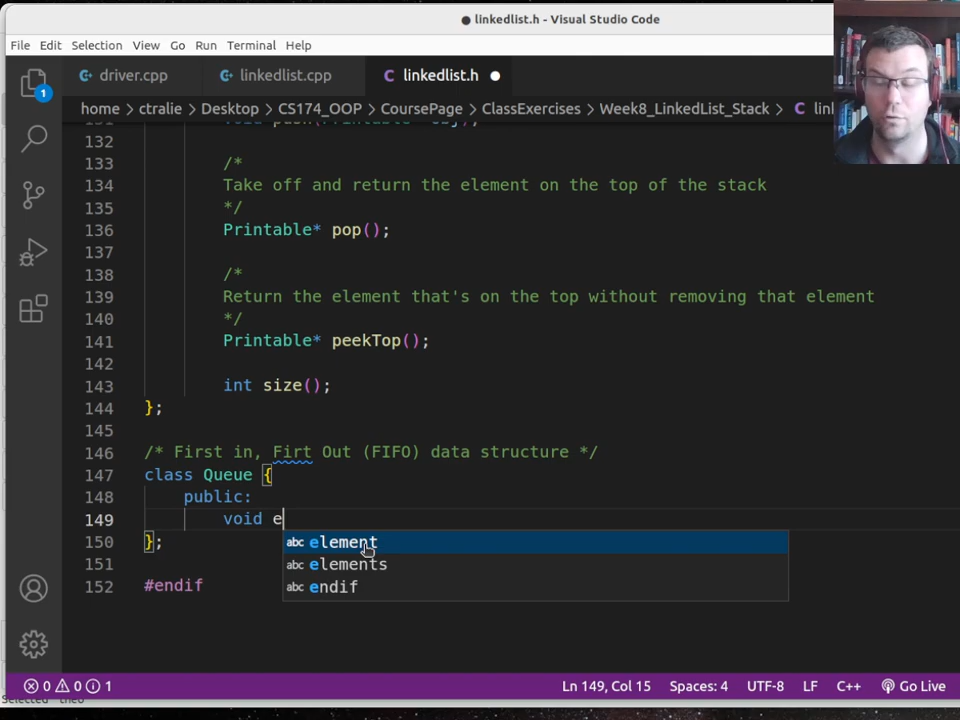 linkedlist.h - Visual Studio Code
File Edit Selection View Go Run Terminal Help
driver.cpp linkedlist.cpp linkedlist.h
home > ctralie > Desktop > CS174_OOP > CoursePage > ClassExercises > Week8_LinkedList_Stack >
132
133 /*
134 Take off and return the element on the top of the stack
135 */
136 Printable* pop();
137
138 /*
139 Return the element that's on the top without removing that element
140 */
141 Printable* peekTop();
142
143 int size();
144 };
145
146 /* First in, Firt Out (FIFO) data structure */
147 class Queue {
148 public:
149 void e
abc element
150 };
abc elements
151
abc endif
152 #endif
1
0 0 1 Ln 149, Col 15 Spaces: 4 UTF-8 LF C++ Go Live